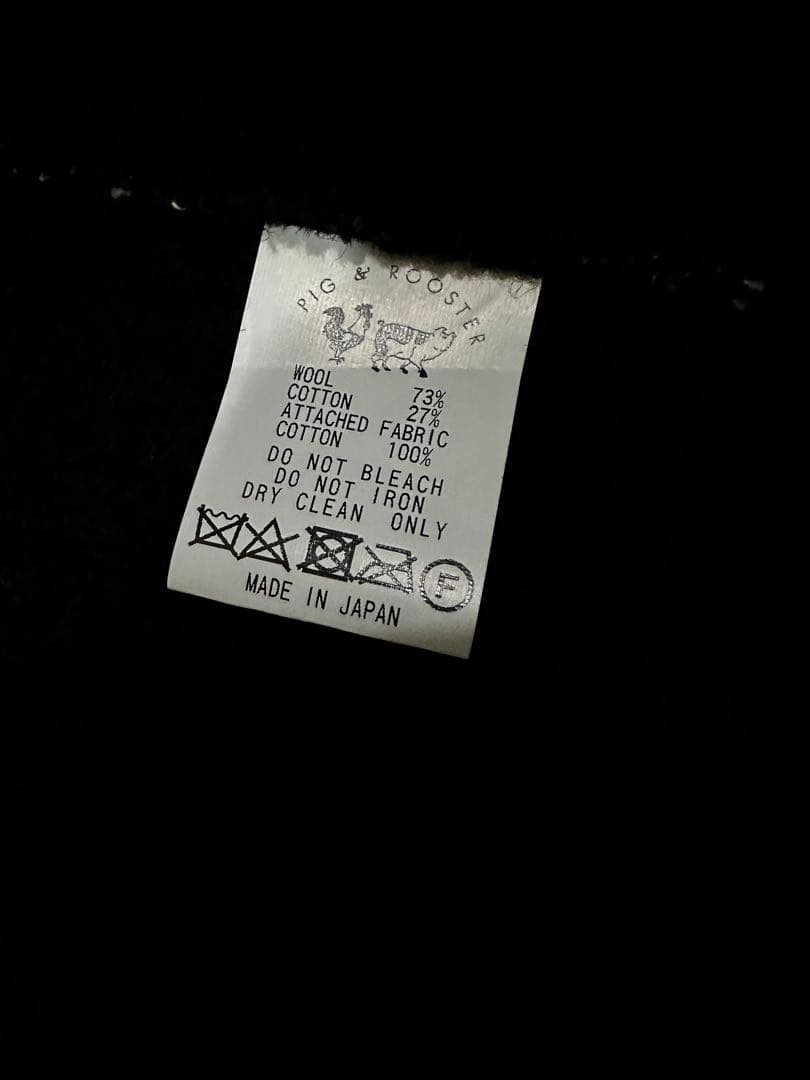 PIG & ROOSTER
WOOL 73%
COTTON 27%
ATTACHED FABRIC
COTTON 100%
DO NOT BLEACH
DO NOT IRON
DRY CLEAN ONLY
F
MADE IN JAPAN